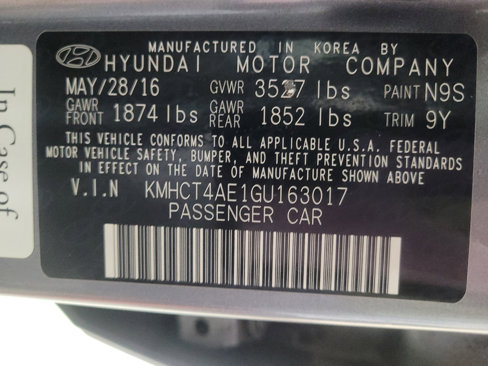 MANUFACTURED IN KOREA BY
HYUNDAI MOTOR COMPANY
MAY/28/16 GVWR 3527 lbs PAINT N9S
GAWR FRONT 1874 lbs GAWR REAR 1852 lbs TRIM 9Y
THIS VEHICLE CONFORMS TO ALL APPLICABLE U.S.A. FEDERAL
MOTOR VEHICLE SAFETY, BUMPER, AND THEFT PREVENTION STANDARDS
IN EFFECT ON THE DATE OF MANUFACTURE SHOWN ABOVE.
V.I.N KMHCT4AE1GU163017
PASSENGER CAR
In Case of